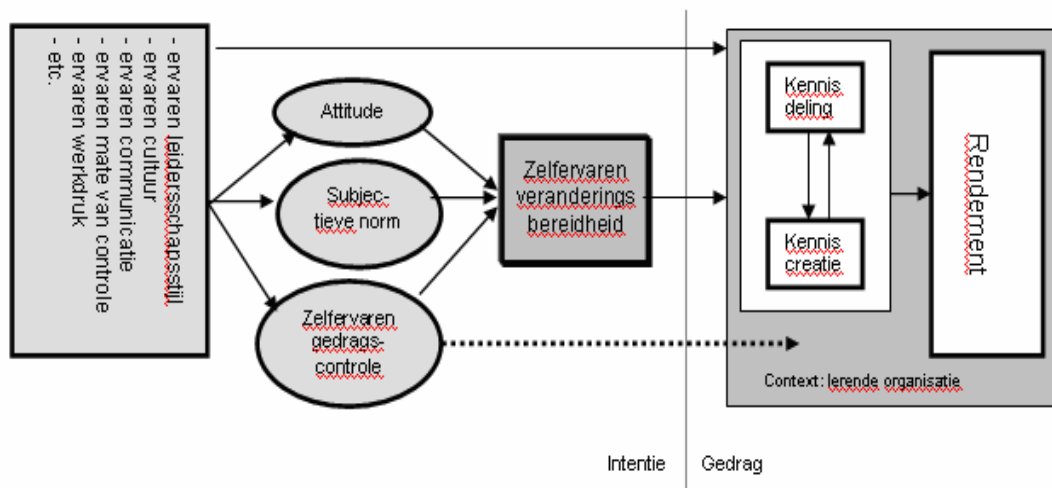 - ervaren leidersschapsstijl
- ervaren cultuur
- ervaren communicatie
- ervaren mate van controle
- ervaren werkdruk
- etc.
Attitude
Subjec-
tieve norm
Zelfervaren
gedrags-
controle
Zelfervaren
veranderings
bereidheid
Kennis
deling
Kennis
creatie
Rendement
Context: lerende organisatie
Intentie
Gedrag